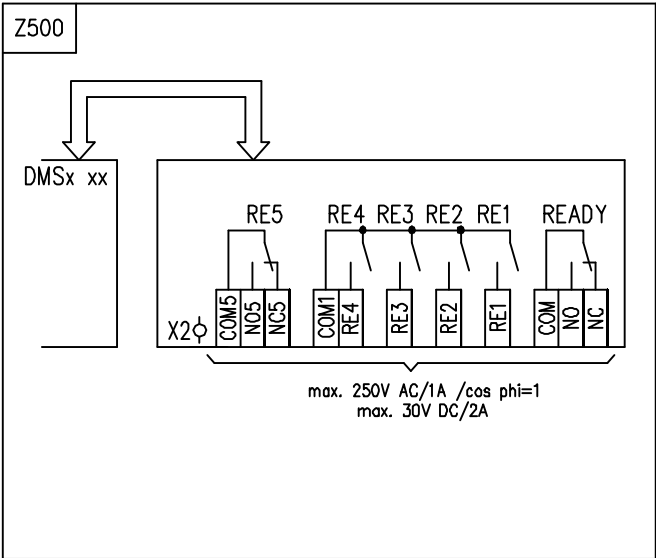 Z500
DMSx xx
RE5 RE4 RE3 RE2 RE1 READY
X2 COM5 NO5 NC5 COM1 RE4 RE3 RE2 RE1 COM NO NC
max. 250V AC/1A /cos phi=1
max. 30V DC/2A